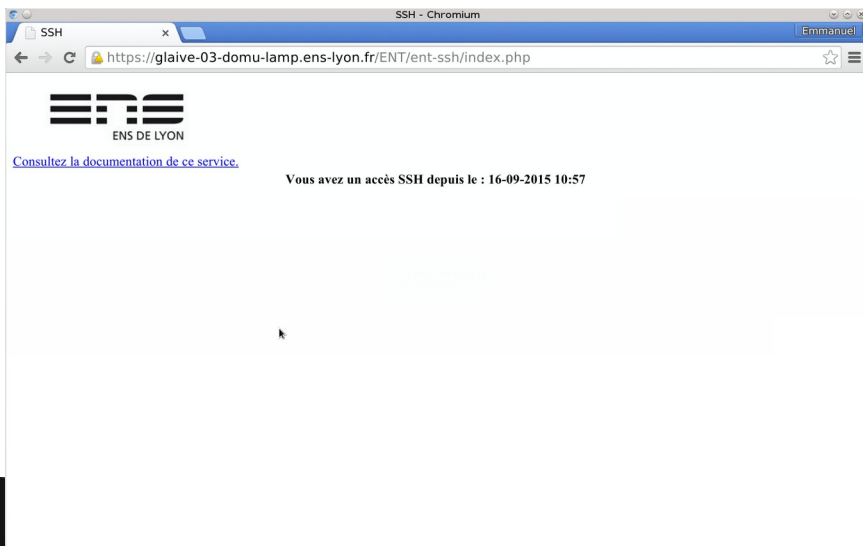 SSH - Chromium
SSH
Emmanuel
https://glaive-03-domu-lamp.ens-lyon.fr/ENT/ent-ssh/index.php
ens
ENS DE LYON
Consultez la documentation de ce service.
Vous avez un accès SSH depuis le : 16-09-2015 10:57